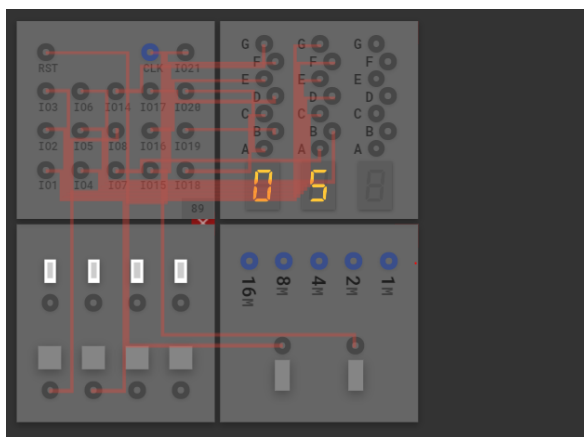 RST CLK IO21
IO3 IO6 IO14 IO17 IO20
IO2 IO5 IO8 IO16 IO19
IO1 IO4 IO7 IO15 IO18
89
G G G
F F F
E E E
D D D
C C C
B B B
A A A
0 5
16M 8M 4M 2M 1M